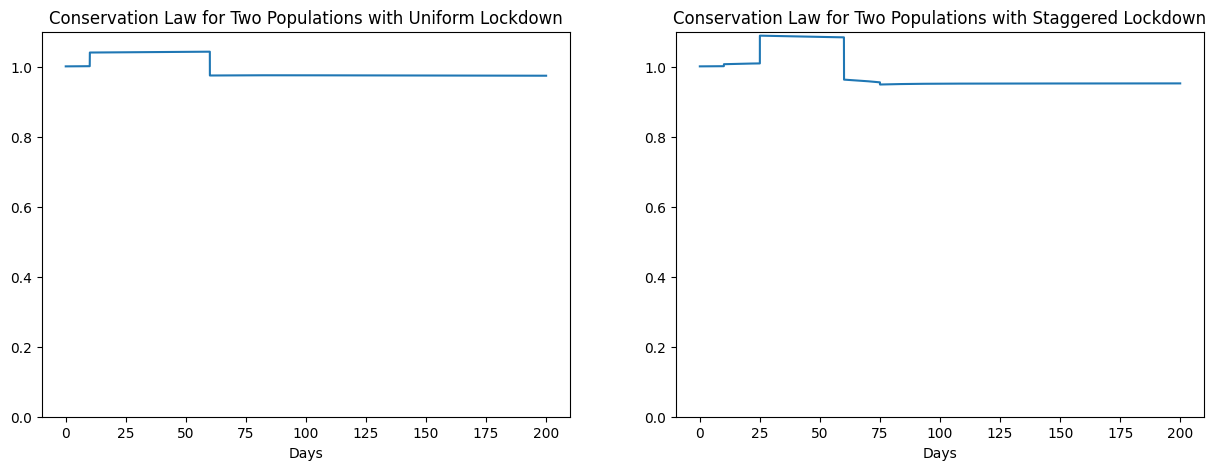 Conservation Law for Two Populations with Uniform Lockdown
1.0
0.8
0.6
0.4
0.2
0.0
0 25 50 75 100 125 150 175 200
Days
Conservation Law for Two Populations with Staggered Lockdown
1.0
0.8
0.6
0.4
0.2
0.0
0 25 50 75 100 125 150 175 200
Days